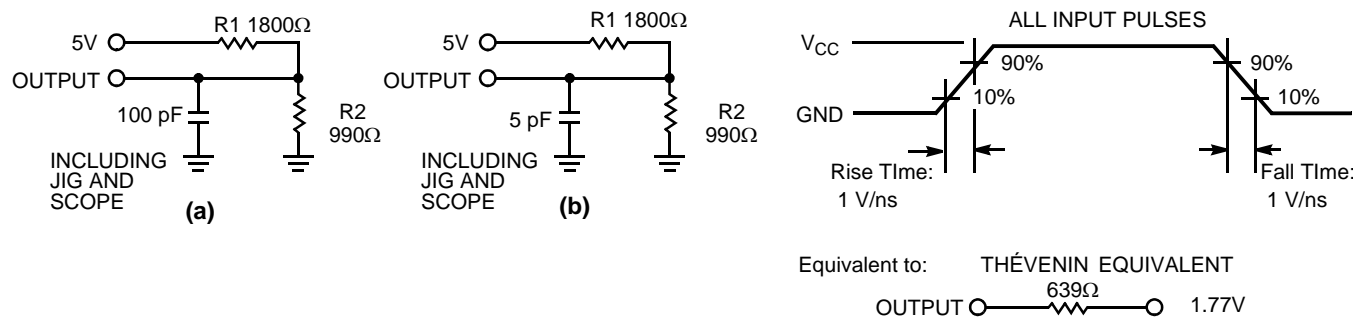 5V
R1 1800Ω
OUTPUT
100 pF
R2
990Ω
INCLUDING
JIG AND
SCOPE
(a)
5V
R1 1800Ω
OUTPUT
5 pF
R2
990Ω
INCLUDING
JIG AND
SCOPE
(b)
ALL INPUT PULSES
VCC
90%
90%
10%
10%
GND
Rise TIme:
1 V/ns
Fall TIme:
1 V/ns
Equivalent to: THÉVENIN EQUIVALENT
639Ω
OUTPUT 1.77V